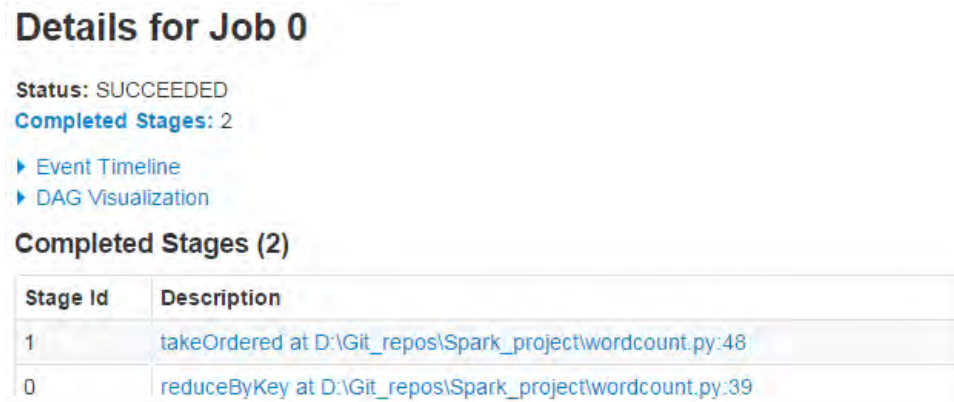 Details for Job 0
Status: SUCCEEDED
Completed Stages: 2
Event Timeline
DAG Visualization
Completed Stages (2)
Stage Id Description
1 takeOrdered at D:\Git_repos\Spark_project\wordcount.py:48
0 reduceByKey at D:\Git_repos\Spark_project\wordcount.py:39